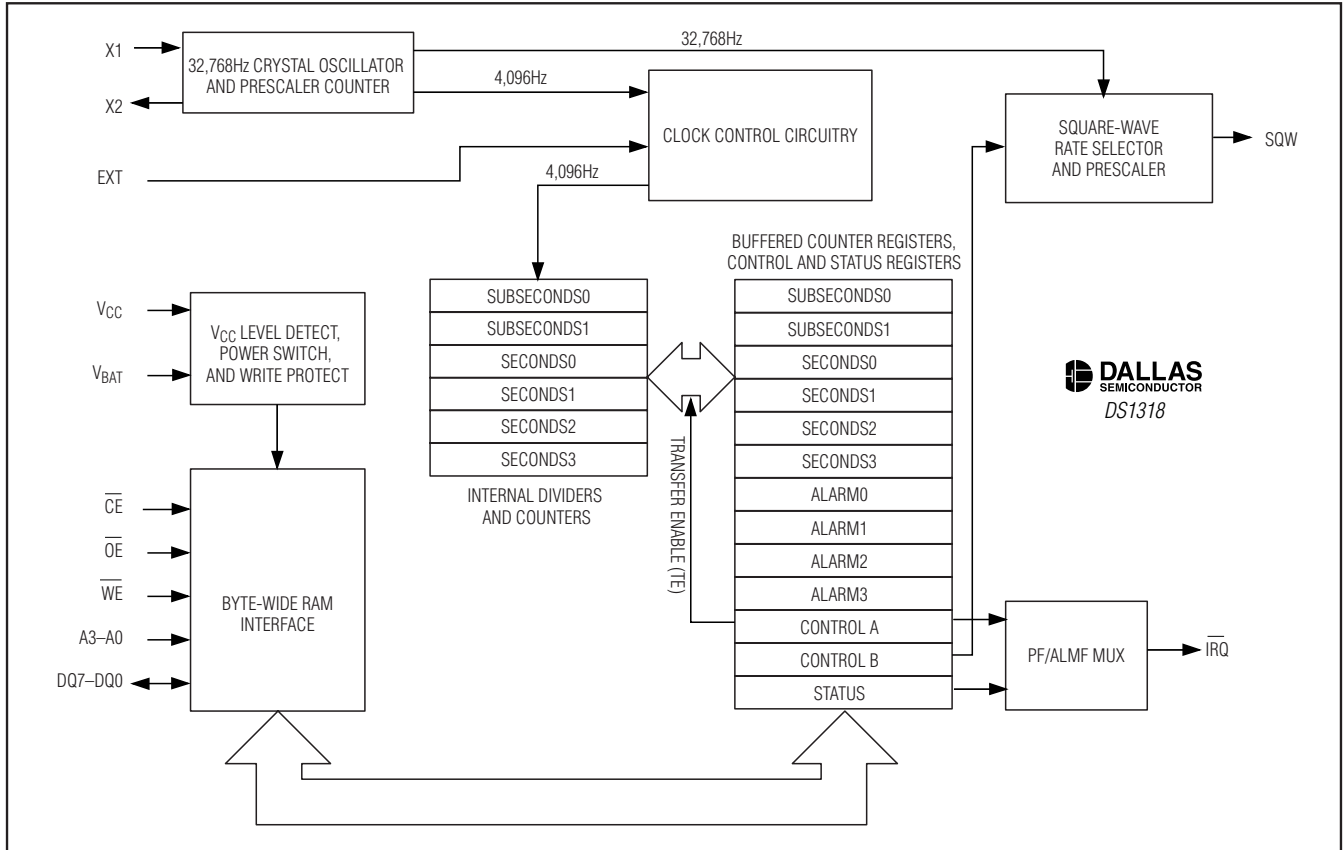 X1
X2
32,768Hz CRYSTAL OSCILLATOR
AND PRESCALER COUNTER
32,768Hz
4,096Hz
EXT
CLOCK CONTROL CIRCUITRY
4,096Hz
SQUARE-WAVE
RATE SELECTOR
AND PRESCALER
SQW
VCC
VBAT
VCC LEVEL DETECT,
POWER SWITCH,
AND WRITE PROTECT
SUBSECONDS0
SUBSECONDS1
SECONDS0
SECONDS1
SECONDS2
SECONDS3
INTERNAL DIVIDERS
AND COUNTERS
TRANSFER ENABLE (TE)
BUFFERED COUNTER REGISTERS,
CONTROL AND STATUS REGISTERS
SUBSECONDS0
SUBSECONDS1
SECONDS0
SECONDS1
SECONDS2
SECONDS3
ALARM0
ALARM1
ALARM2
ALARM3
CONTROL A
CONTROL B
STATUS
DALLAS
SEMICONDUCTOR
DS1318
CE
OE
WE
A3–A0
DQ7–DQ0
BYTE-WIDE RAM
INTERFACE
PF/ALMF MUX
IRQ